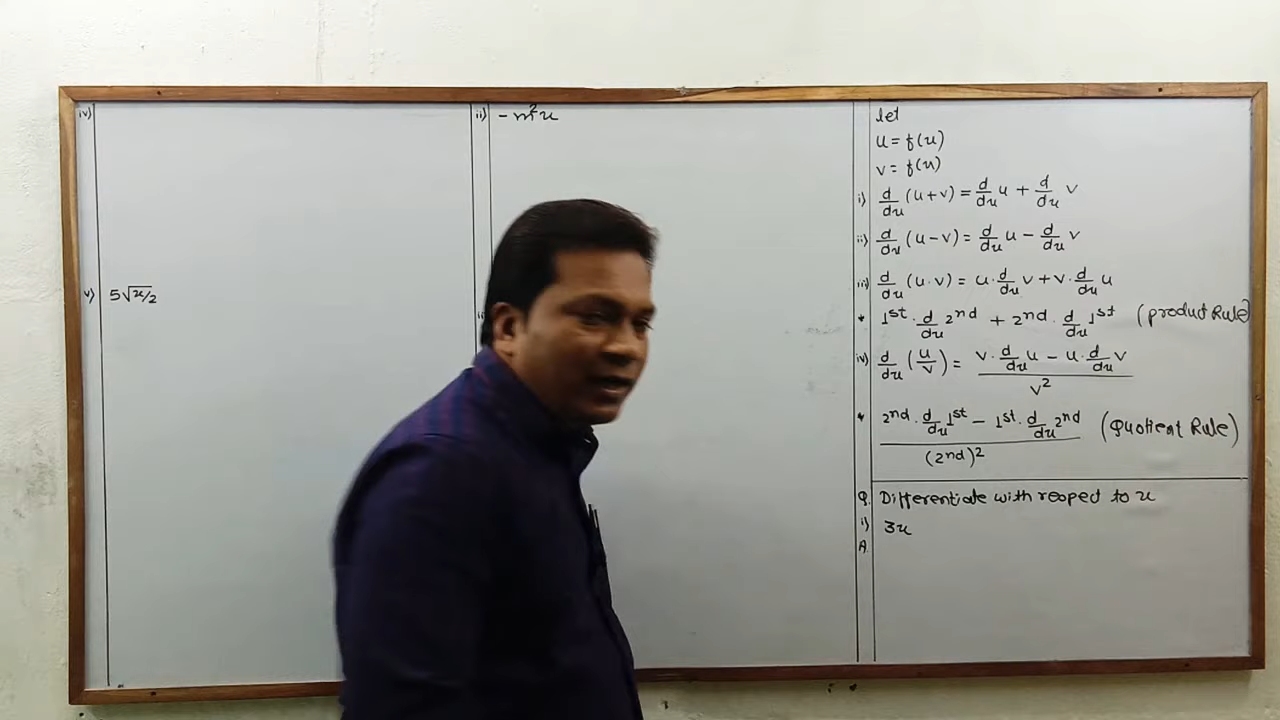 iv)
v) 5√x/2
ii) - m²x
let
u = f(x)
v = f(x)
i) d/dx (u + v) = d/dx u + d/dx v
ii) d/dx (u - v) = d/dx u - d/dx v
iii) d/dx (u · v) = u · d/dx v + v · d/dx u
* 1st · d/dx 2nd + 2nd · d/dx 1st (product Rule)
iv) d/dx (u/v) = (v · d/dx u - u · d/dx v) / v²
* (2nd · d/dx 1st - 1st · d/dx 2nd) / (2nd)² (Quotient Rule)
Q. Differentiate with respect to x
i) 3x
A.